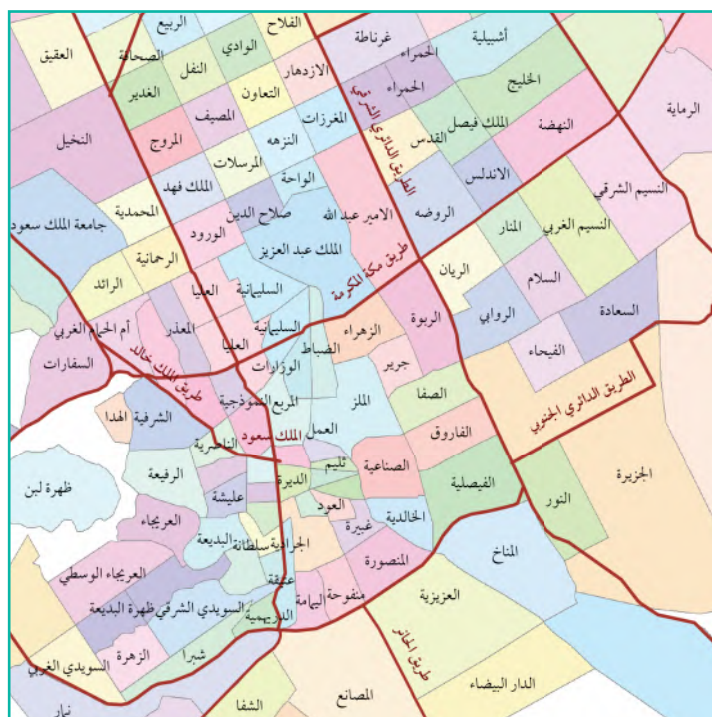 الربيع
الفلاح
غرناطة
أشبيلية
العقيق
الصحافة
الوادي
النفل
الازدهار
الحمراء
الخليج
الغدير
التعاون
الحمراء
الرماية
المصيف
المغرزات
الملك فيصل
النهضة
النخيل
المروج
النزهه
القدس
الطريق الدائري الشرقي
المرسلات
الواحة
الاندلس
النسيم الشرقي
الملك فهد
المحمدية
صلاح الدين
الامير عبد الله
الروضه
النسيم الغربي
جامعة الملك سعود
الورود
الملك عبد العزيز
المنار
الرحمانية
طريق مكة المكرمة
الريان
السلام
الرائد
العليا
السليمانية
الربوة
الروابي
السعادة
أم الحمام الغربي
المعذر
العليا
السليمانية
الزهراء
الضباط
الفيحاء
السفارات
طريق الملك خالد
الوزارات
جرير
الطريق الدائري الجنوبي
الصفا
المربع
النموذجية
الملز
الهدا
الشرفية
الناصرية
الملك سعود
العمل
الفاروق
ظهرة لبن
الرفيعة
الديرة
ثليم
الصناعية
الفيصلية
الجزيرة
عليشة
العود
النور
العريجاء
البديعة
سلطانة
الجرادية
غبيرة
الخالدية
المناخ
المنصورة
العريجاء الوسطي
ظهرة البديعة
السويدي الشرقي
عتيقة
اليمامة
منفوحة
العزيزية
الدريهمية
السويدي الغربي
الزهرة
شبرا
طريق الحائر
نمار
الشفا
المصانع
الدار البيضاء